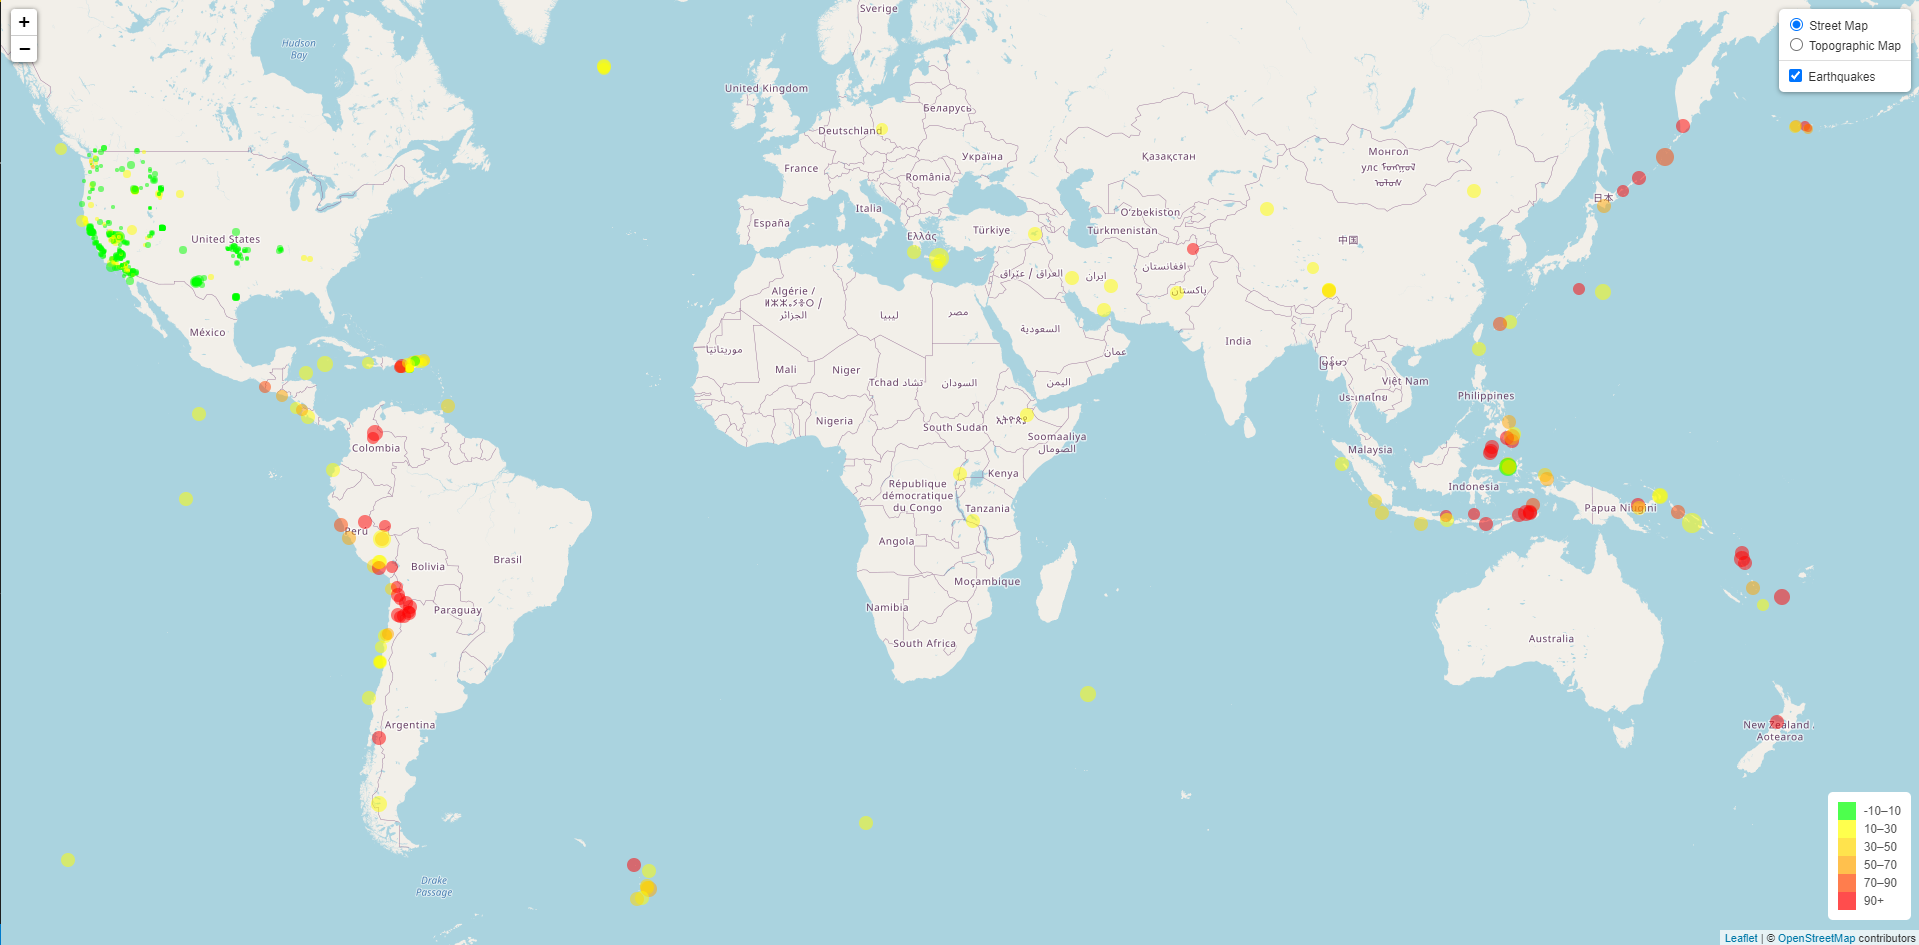 +
−
Street Map
Topographic Map
Earthquakes
Sverige
Hudson
Bay
United Kingdom
Беларусь
Deutschland
Україна
Қазақстан
Монгол
улс
France
România
Italia
España
Ελλάς
Türkiye
O'zbekiston
Türkmenistan
日本
中国
United States
افغانستان
ایران
العراق / عێراق
پاکستان
Algérie /
ⵍⵣⵣⴰⵢⴻⵔ /
الجزائر
ليبيا
مصر
السعودية
México
موريتانيا
India
عمان
မြန်မာ
Mali
Niger
Tchad تشاد
السودان
اليمن
Việt Nam
ประเทศไทย
Philippines
Nigeria
South Sudan
ኢትዮጵያ
Soomaaliya
الصومال
Colombia
Malaysia
Kenya
République
démocratique
du Congo
Indonesia
Tanzania
Papua Niugini
Perú
Angola
Brasil
Bolivia
Moçambique
Namibia
Paraguay
South Africa
Australia
Argentina
New Zealand
Aotearoa
Drake
Passage
-10–10
10–30
30–50
50–70
70–90
90+
Leaflet | © OpenStreetMap contributors